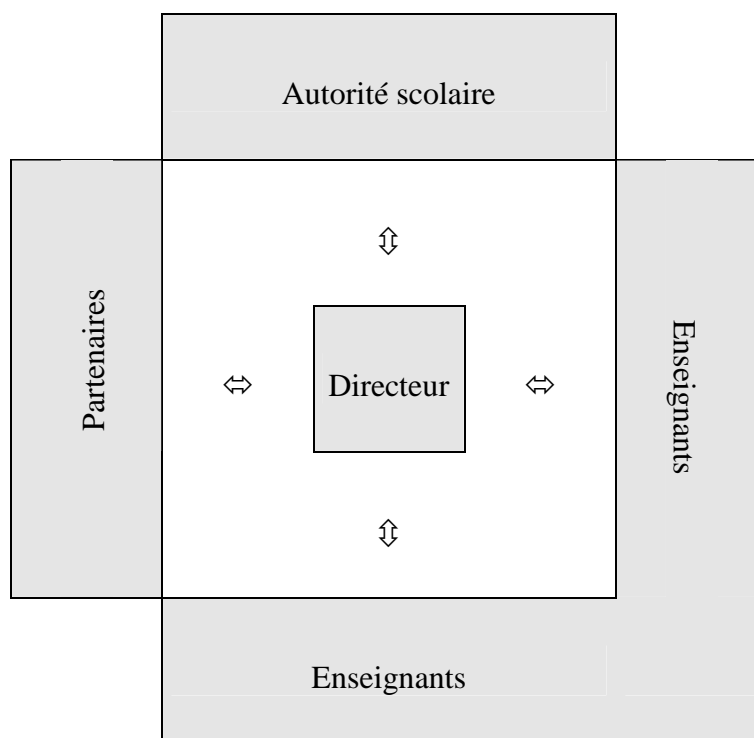 Autorité scolaire
Partenaires
Directeur
Enseignants
Enseignants